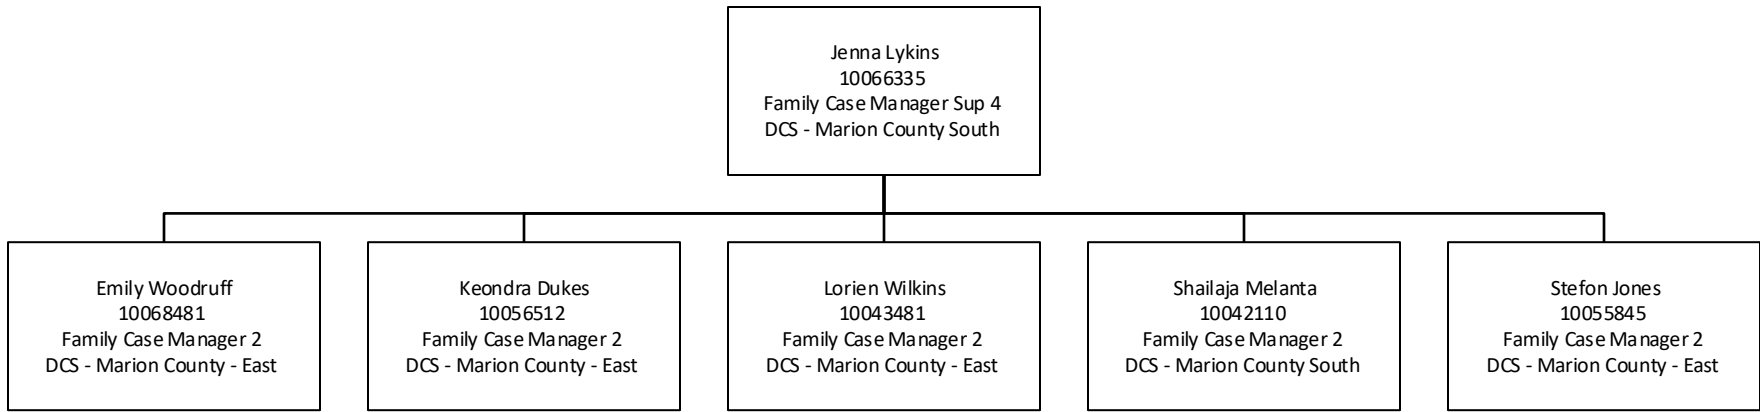 Jenna Lykins
10066335
Family Case Manager Sup 4
DCS - Marion County South
Emily Woodruff
10068481
Family Case Manager 2
DCS - Marion County - East
Keondra Dukes
10056512
Family Case Manager 2
DCS - Marion County - East
Lorien Wilkins
10043481
Family Case Manager 2
DCS - Marion County - East
Shailaja Melanta
10042110
Family Case Manager 2
DCS - Marion County South
Stefon Jones
10055845
Family Case Manager 2
DCS - Marion County - East